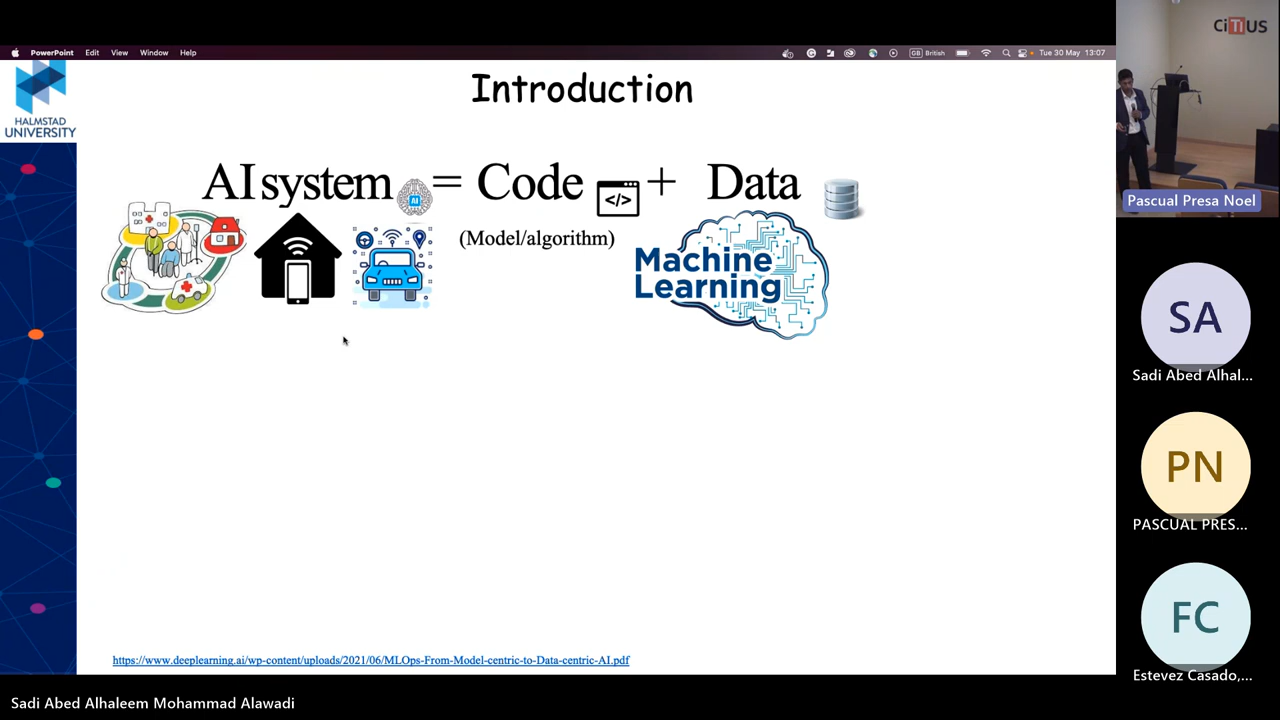 PowerPoint Edit View Window Help
British Tue 30 May 13:07
GB
HALMSTAD
UNIVERSITY
Introduction
AI system = Code + Data
AI
</>
(Model/algorithm)
Machine
Learning
https://www.deeplearning.ai/wp-content/uploads/2021/06/MLOps-From-Model-centric-to-Data-centric-AI.pdf
CiTIUS
Pascual Presa Noel
SA
Sadi Abed Alhal...
PN
PASCUAL PRES...
FC
Estevez Casado,...
Sadi Abed Alhaleem Mohammad Alawadi